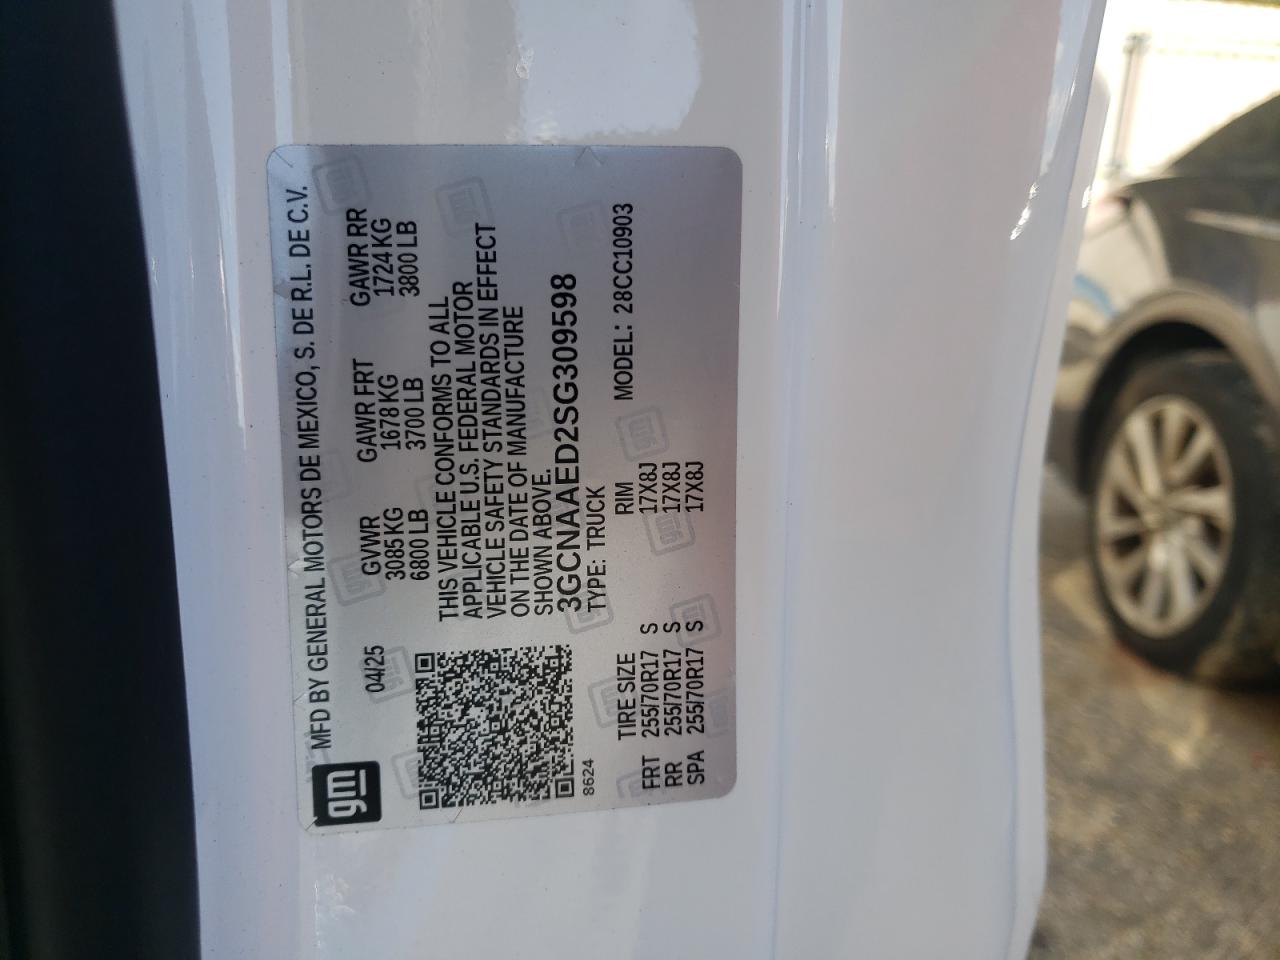 gm
MFD BY GENERAL MOTORS DE MEXICO, S. DE R.L. DE C.V.
04/25 GVWR GAWR FRT GAWR RR
3085 KG 1678 KG 1724 KG
6800 LB 3700 LB 3800 LB
THIS VEHICLE CONFORMS TO ALL
APPLICABLE U.S. FEDERAL MOTOR
VEHICLE SAFETY STANDARDS IN EFFECT
ON THE DATE OF MANUFACTURE
SHOWN ABOVE.
3GCNAAED2SG309598
8624 TYPE: TRUCK
TIRE SIZE RIM MODEL: 28CC10903
FRT 255/70R17 S 17X8J
RR 255/70R17 S 17X8J
SPA 255/70R17 S 17X8J